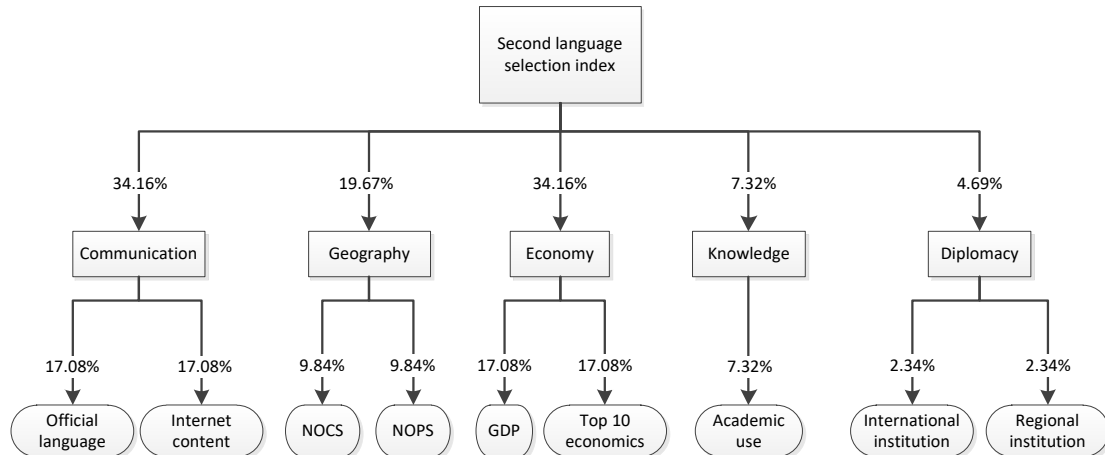 Second language
selection index
34.16%
19.67%
34.16%
7.32%
4.69%
Communication
Geography
Economy
Knowledge
Diplomacy
17.08%
17.08%
9.84%
9.84%
17.08%
17.08%
7.32%
2.34%
2.34%
Official
language
Internet
content
NOCS
NOPS
GDP
Top 10
economics
Academic
use
International
institution
Regional
institution